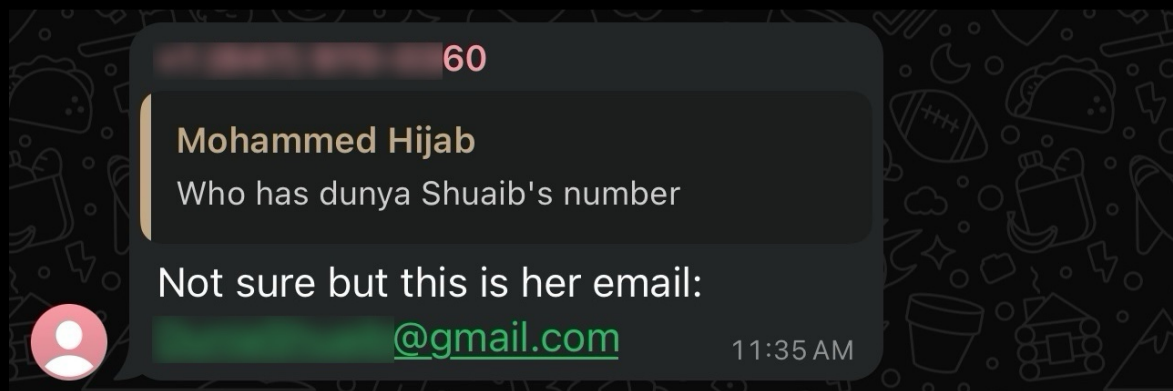 60
Mohammed Hijab
Who has dunya Shuaib's number
Not sure but this is her email:
@gmail.com
11:35 AM